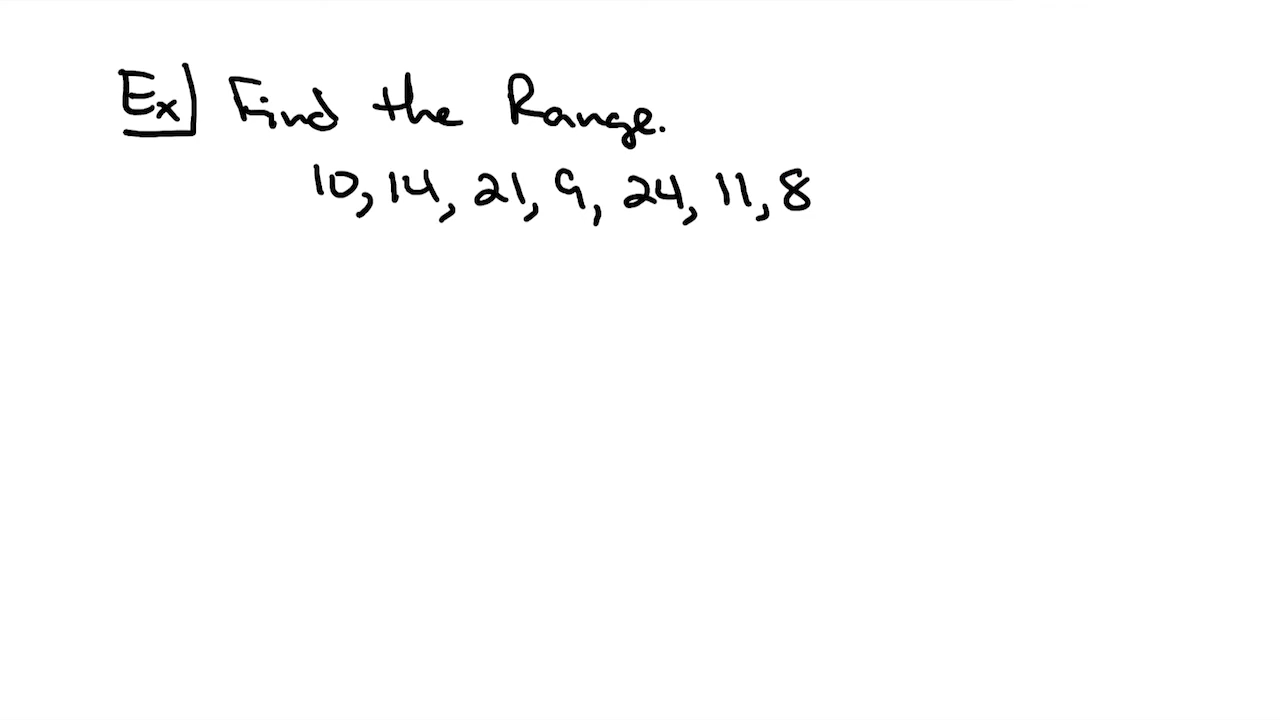 Ex Find the Range.
10, 14, 21, 9, 24, 11, 8